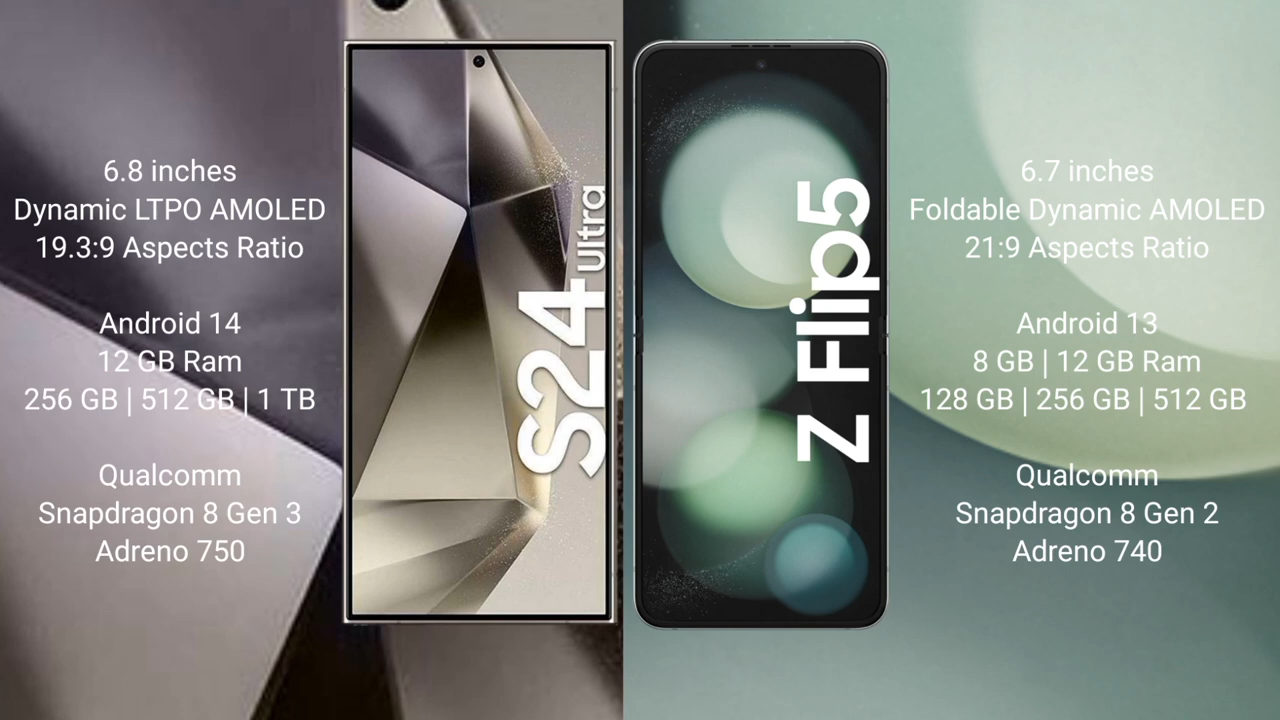 6.8 inches
Dynamic LTPO AMOLED
19.3:9 Aspects Ratio
Android 14
12 GB Ram
256 GB | 512 GB | 1 TB
Qualcomm
Snapdragon 8 Gen 3
Adreno 750
S24 Ultra
Z Flip5
6.7 inches
Foldable Dynamic AMOLED
21:9 Aspects Ratio
Android 13
8 GB | 12 GB Ram
128 GB | 256 GB | 512 GB
Qualcomm
Snapdragon 8 Gen 2
Adreno 740